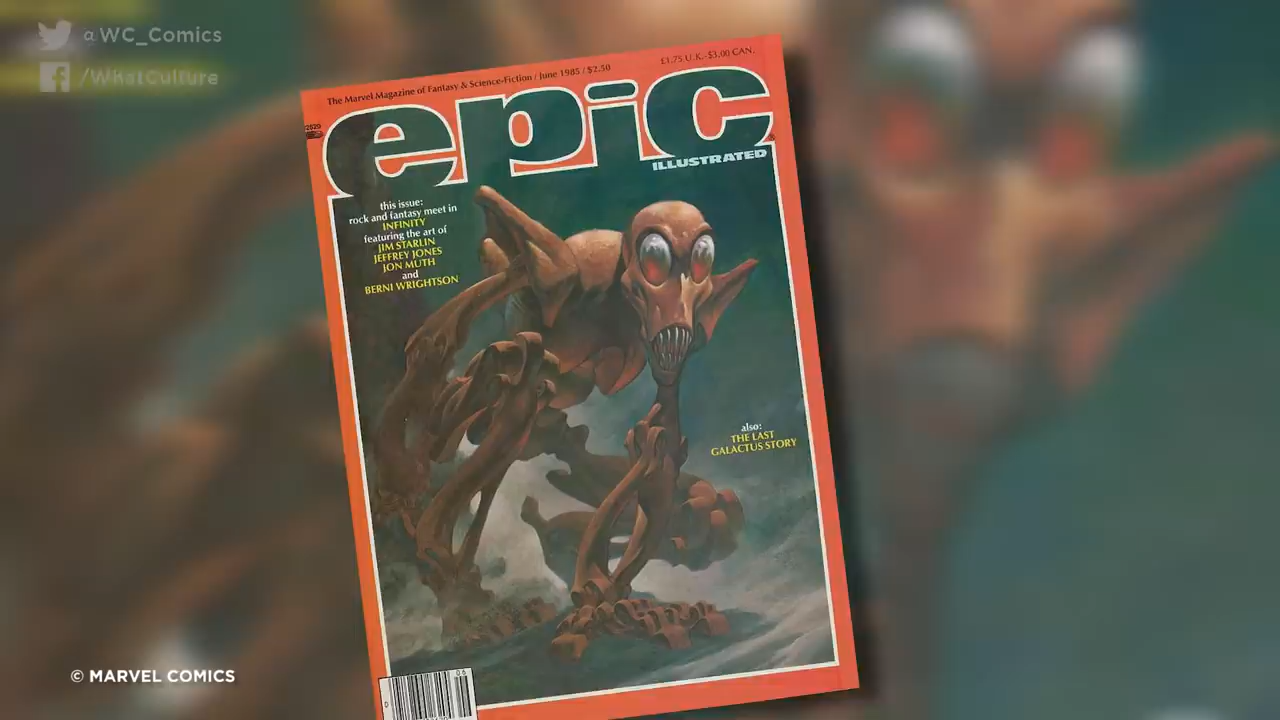 @WC_Comics
/WhatCulture
The Marvel Magazine of Fantasy & Science-Fiction / June 1985 / $2.50
£1.75 U.K.-$3.00 CAN.
epic
ILLUSTRATED
this issue:
rock and fantasy meet in
INFINITY
featuring the art of
JIM STARLIN
JEFFREY JONES
JON MUTH
and
BERNI WRIGHTSON
also:
THE LAST
GALACTUS STORY
06
© MARVEL COMICS